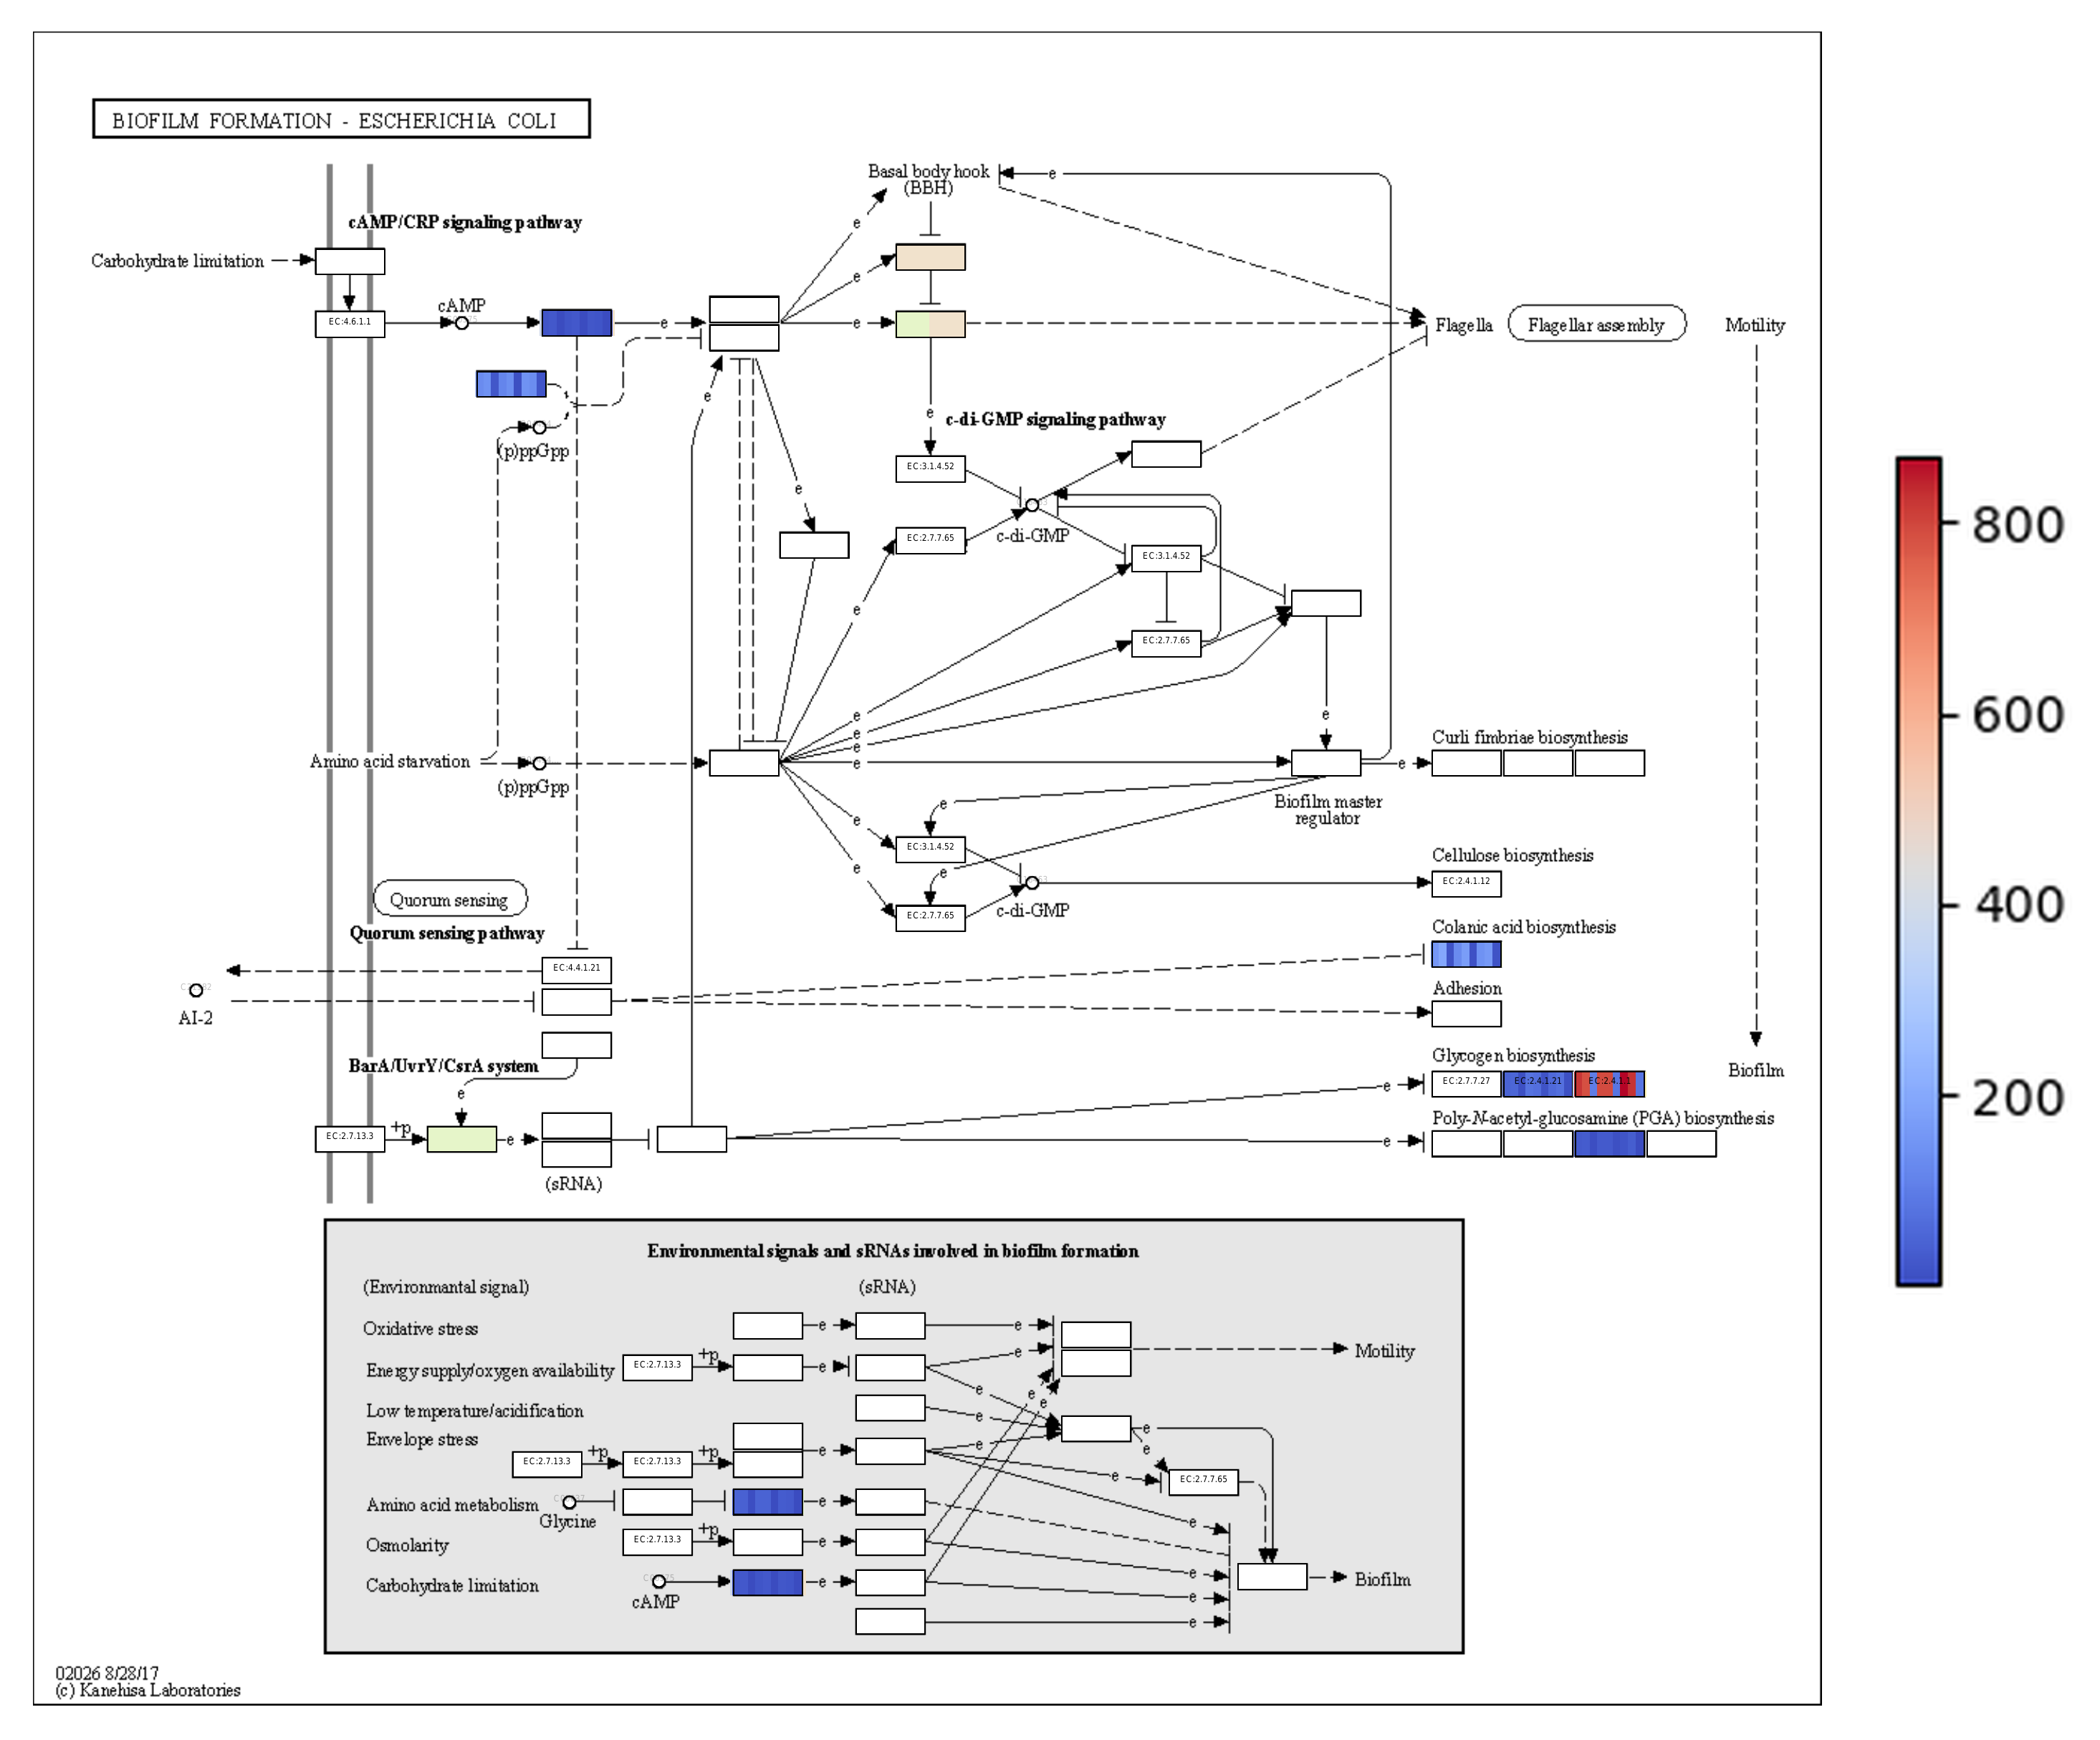 BIOFILM FORMATION - ESCHERICHIA COLI
Basal body hook
(BBH)
e
e
cAMP/CRP signaling pathway
Carbohydrate limitation
e
EC:4.6.1.1
cAMP
e
e
Flagella
Flagellar assembly
Motility
e
(p)ppGpp
e
c-di-GMP signaling pathway
EC:3.1.4.52
e
EC:2.7.7.65
c-di-GMP
EC:3.1.4.52
e
EC:2.7.7.65
e
e
e
e
e
e
Amino acid starvation
(p)ppGpp
Curli fimbriae biosynthesis
e
Biofilm master
regulator
e
e
EC:3.1.4.52
e
e
EC:2.7.7.65
c-di-GMP
Cellulose biosynthesis
EC:2.4.1.12
Quorum sensing
Quorum sensing pathway
Colanic acid biosynthesis
EC:4.4.1.21
AI-2
Adhesion
BarA/UvrY/CsrA system
e
Glycogen biosynthesis
EC:2.7.7.27
EC:2.4.1.21
EC:2.4.1.1
e
Biofilm
EC:2.7.13.3
+p
e
(sRNA)
Poly-N-acetyl-glucosamine (PGA) biosynthesis
e
Environmental signals and sRNAs involved in biofilm formation
(Environmantal signal)
(sRNA)
Oxidative stress
e
e
Motility
Energy supply/oxygen availability
EC:2.7.13.3
+p
e
e
e
e
e
Low temperature/acidification
e
Envelope stress
EC:2.7.13.3
+p
EC:2.7.13.3
+p
e
e
e
e
e
EC:2.7.7.65
Amino acid metabolism
Glycine
e
e
Osmolarity
EC:2.7.13.3
+p
e
e
Carbohydrate limitation
cAMP
e
e
e
Biofilm
02026 8/28/17
(c) Kanehisa Laboratories
800
600
400
200